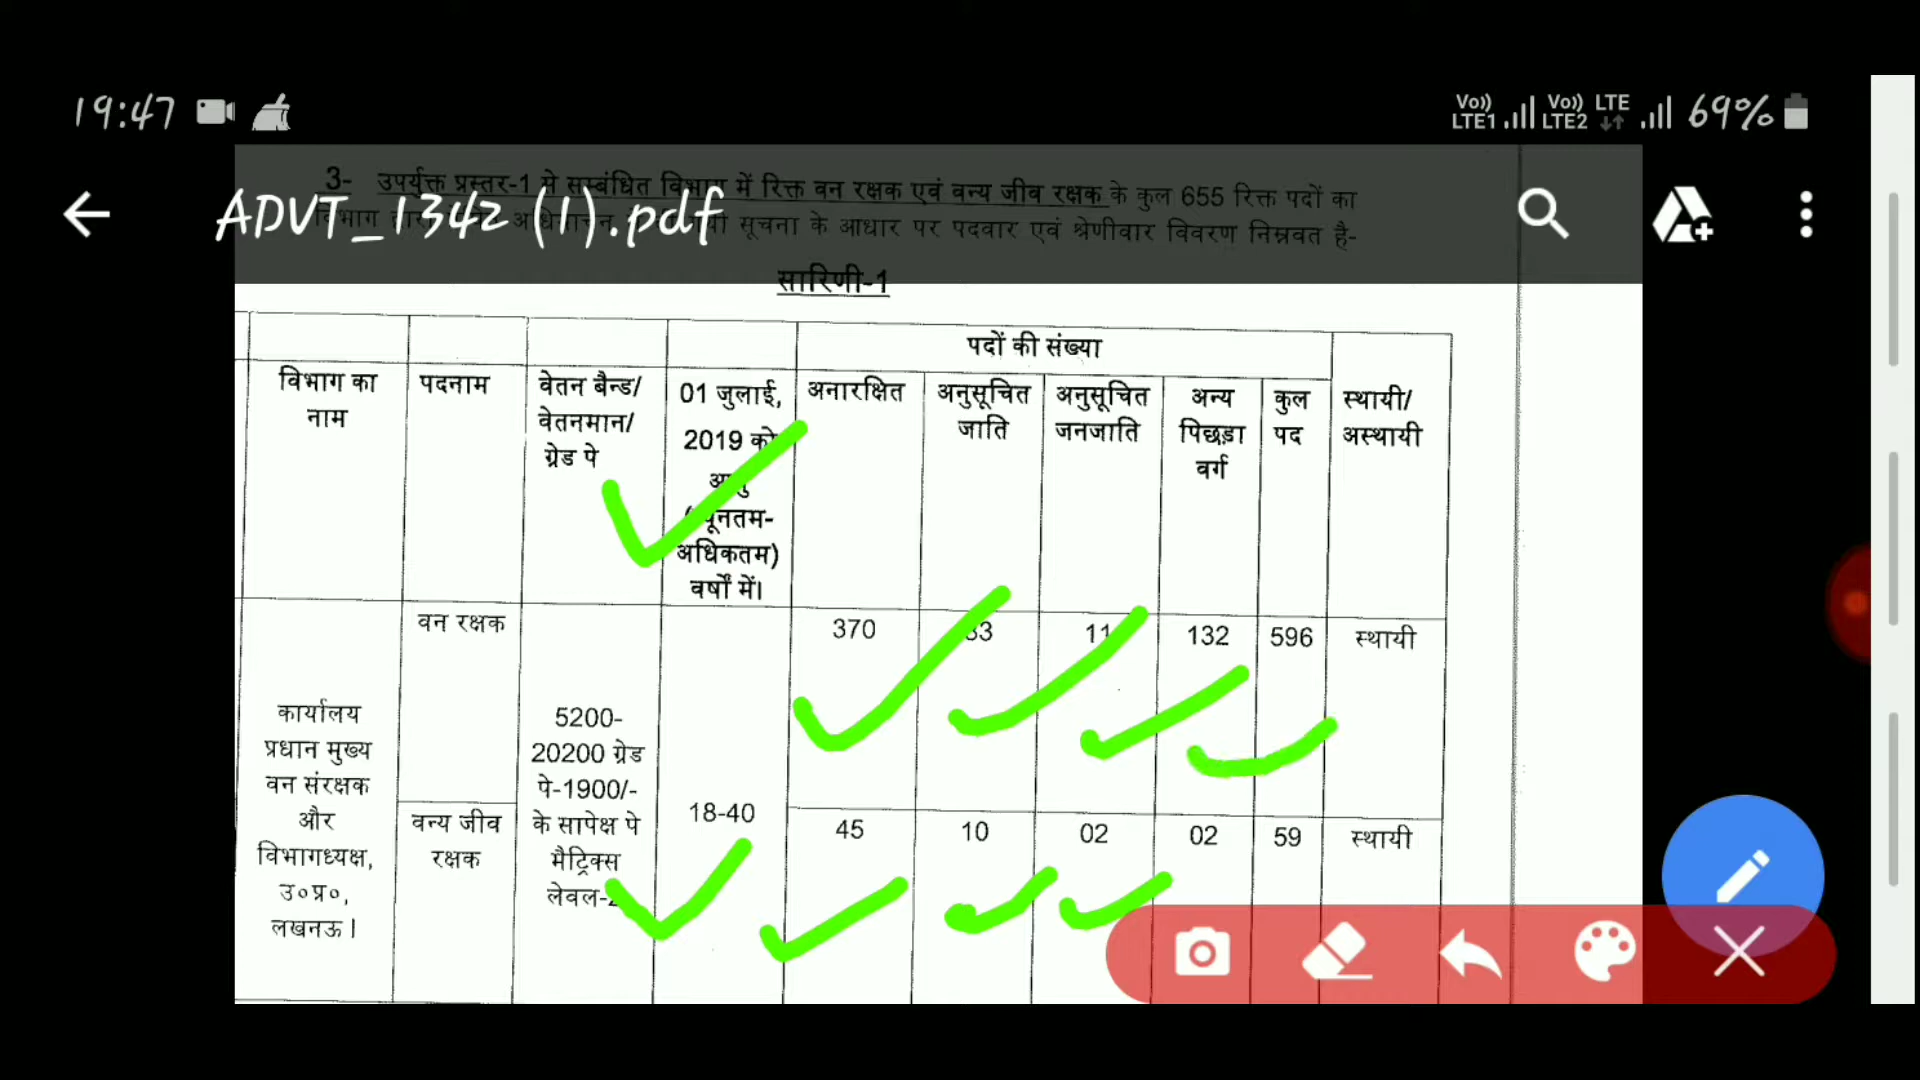 19:47
Vo)) LTE1 Vo)) LTE2 LTE 69%
ADVT_1342 (1).pdf
3- उपर्युक्त प्रस्तर-1 में सम्बंधित विभाग में रिक्त वन रक्षक एवं वन्य जीव रक्षक के कुल 655 रिक्त पदों का
सूचना के आधार पर पदवार एवं श्रेणीवार विवरण निम्नवत है-
सारिणी-1
पदों की संख्या
विभाग का नाम
पदनाम
वेतन बैन्ड/
वेतनमान/
ग्रेड पे
01 जुलाई,
2019 को
अधिकतम)
वर्षों में।
अनारक्षित
अनुसूचित
जाति
अनुसूचित
जनजाति
अन्य
पिछड़ा
वर्ग
कुल
पद
स्थायी/
अस्थायी
कार्यालय
प्रधान मुख्य
वन संरक्षक
और
विभागध्यक्ष,
उ०प्र०,
लखनऊ।
वन रक्षक
5200-
20200 ग्रेड
पे-1900/-
के सापेक्ष पे
मैट्रिक्स
लेवल-
18-40
370
132
596
स्थायी
वन्य जीव
रक्षक
45
10
02
02
59
स्थायी